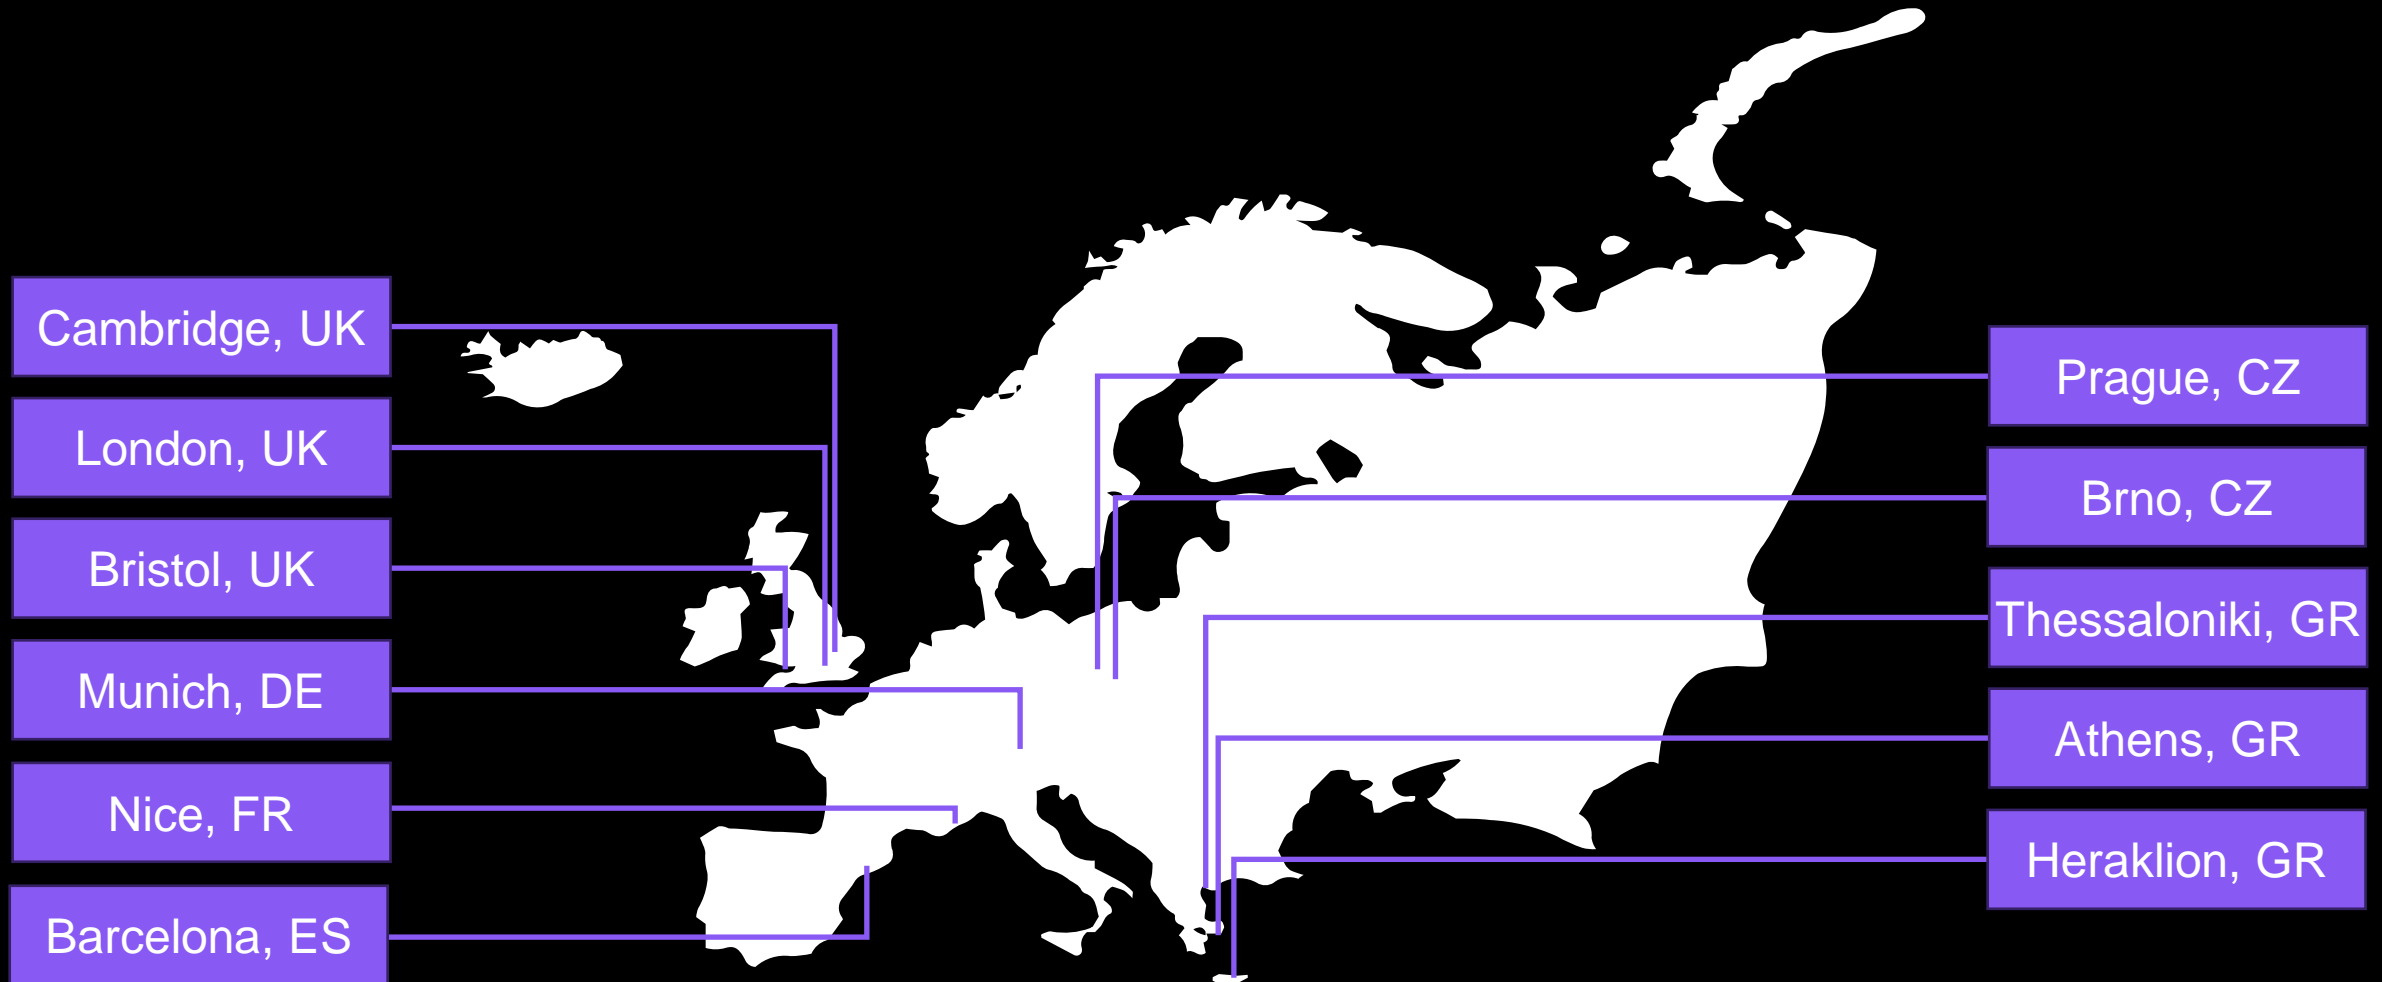 Cambridge, UK
London, UK
Bristol, UK
Munich, DE
Nice, FR
Barcelona, ES
Prague, CZ
Brno, CZ
Thessaloniki, GR
Athens, GR
Heraklion, GR